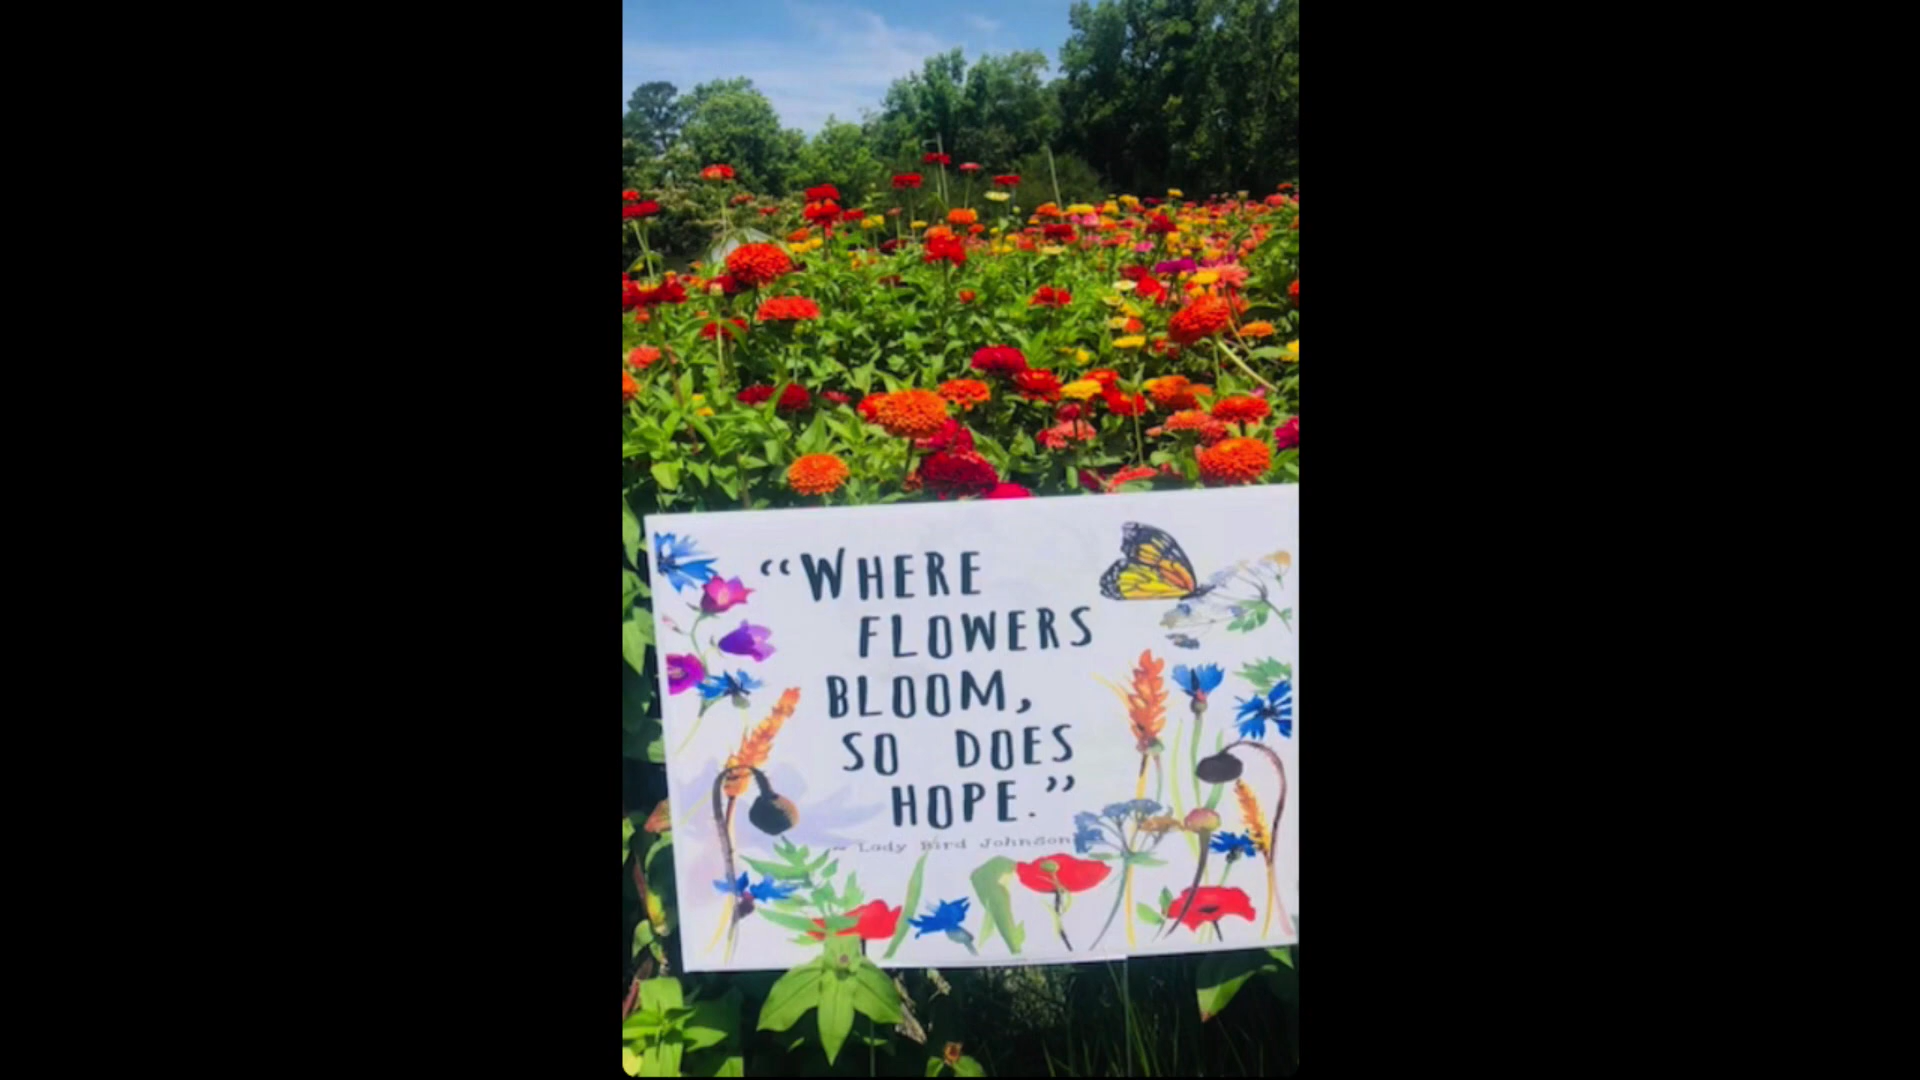 “WHERE
FLOWERS
BLOOM,
SO DOES
HOPE.”
~ Lady Bird Johnson